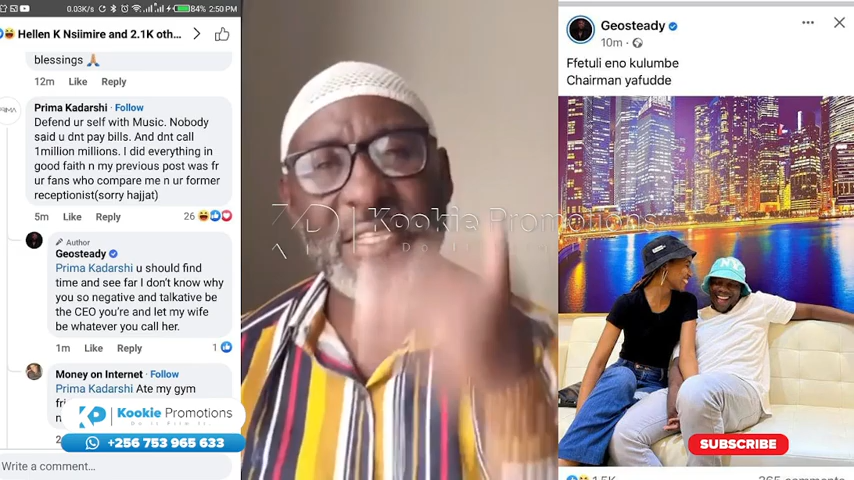 0.03K/s 84% 2:50 PM
Hellen K Nsiimire and 2.1K oth...
blessings 🙏
12m Like Reply
Prima Kadarshi · Follow
Defend ur self with Music. Nobody
said u dnt pay bills. And dnt call
1million millions. I did everything in
good faith n my previous post was fr
ur fans who compare me n ur former
receptionist(sorry hajjat)
5m Like Reply 26
Author
Geosteady
Prima Kadarshi u should find
time and see far I don't know why
you so negative and talkative be
the CEO you're and let my wife
be whatever you call her.
1m Like Reply 1
Money on Internet · Follow
Prima Kadarshi Ate my gym
Kookie Promotions
+256 753 965 633
Write a comment...
Kookie Promotions
Geosteady
10m ·
Ffetuli eno kulumbe
Chairman yafudde
NY
SUBSCRIBE
1.5K 365 comments